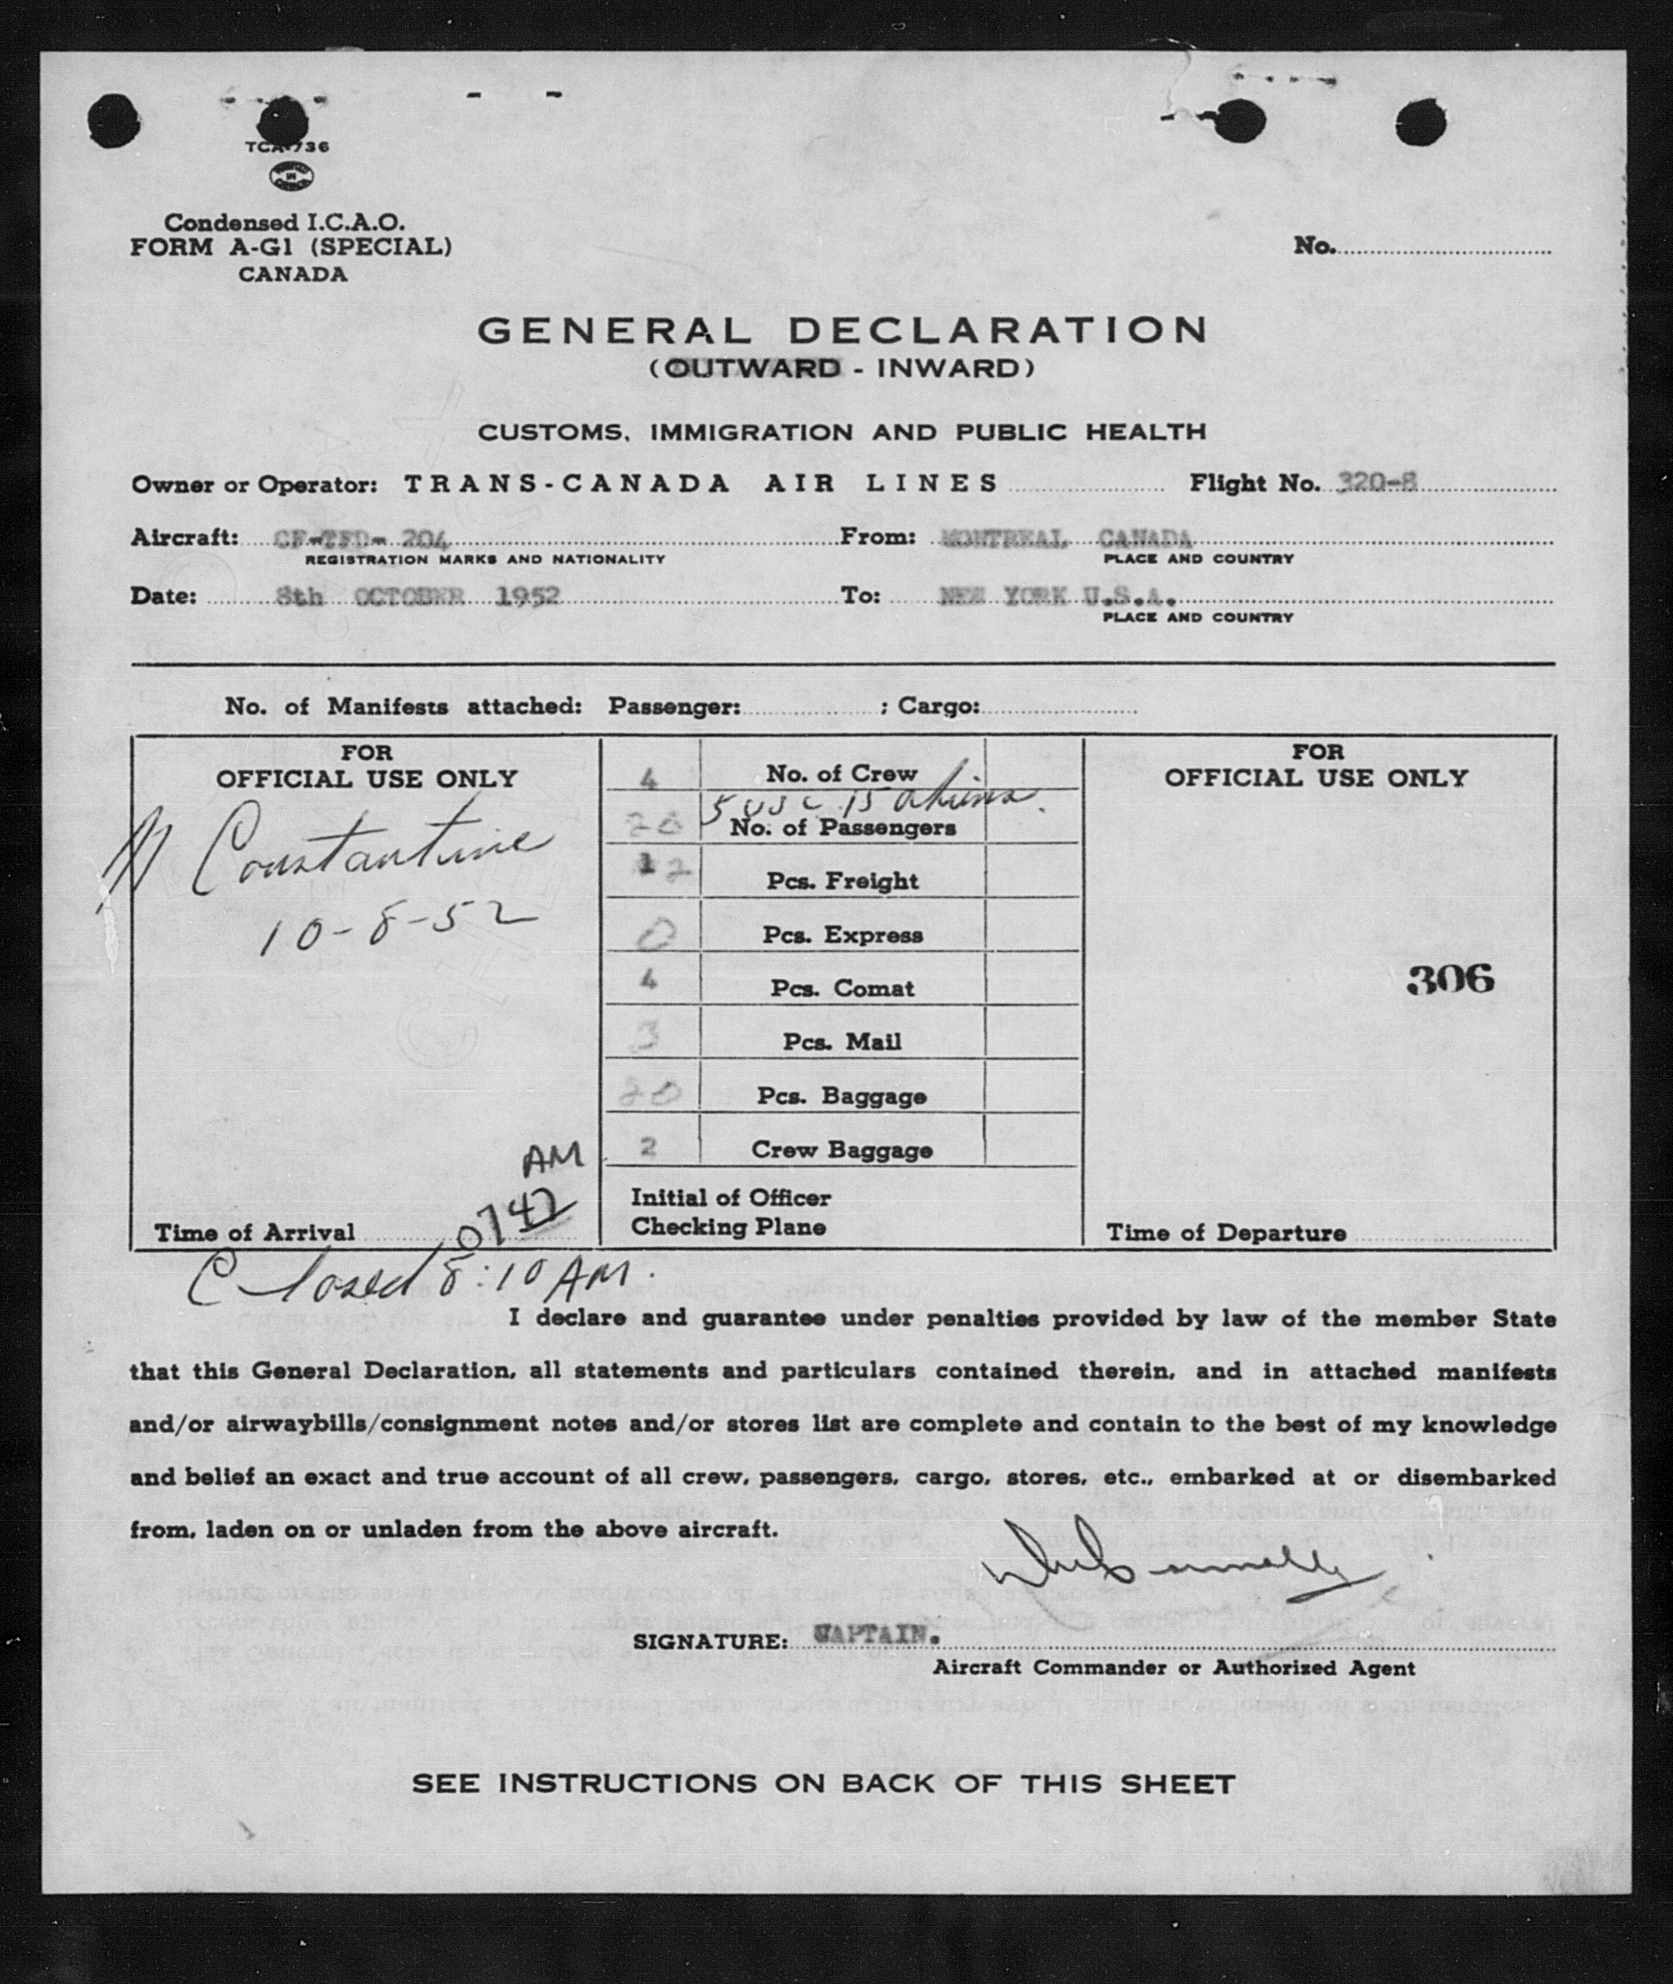 TCA-736
Condensed I.C.A.O.
FORM A-G1 (SPECIAL)
CANADA
No.
GENERAL DECLARATION
(OUTWARD - INWARD)
CUSTOMS, IMMIGRATION AND PUBLIC HEALTH
Owner or Operator: TRANS-CANADA AIR LINES Flight No. 320-8
Aircraft: CF-TFD- 204 From: MONTREAL CANADA
REGISTRATION MARKS AND NATIONALITY PLACE AND COUNTRY
Date: 8th OCTOBER 1952 To: NEW YORK U.S.A.
PLACE AND COUNTRY
No. of Manifests attached: Passenger: ; Cargo:
FOR
OFFICIAL USE ONLY
N Constantine
10-8-52
AM
Time of Arrival 0747
Closed 8:10 AM.
4 No. of Crew
5 USC 15 aliens.
20 No. of Passengers
12 Pcs. Freight
0 Pcs. Express
4 Pcs. Comat
3 Pcs. Mail
20 Pcs. Baggage
2 Crew Baggage
Initial of Officer
Checking Plane
FOR
OFFICIAL USE ONLY
306
Time of Departure
I declare and guarantee under penalties provided by law of the member State
that this General Declaration, all statements and particulars contained therein, and in attached manifests
and/or airwaybills/consignment notes and/or stores list are complete and contain to the best of my knowledge
and belief an exact and true account of all crew, passengers, cargo, stores, etc., embarked at or disembarked
from, laden on or unladen from the above aircraft.
SIGNATURE: CAPTAIN.
Aircraft Commander or Authorized Agent
SEE INSTRUCTIONS ON BACK OF THIS SHEET